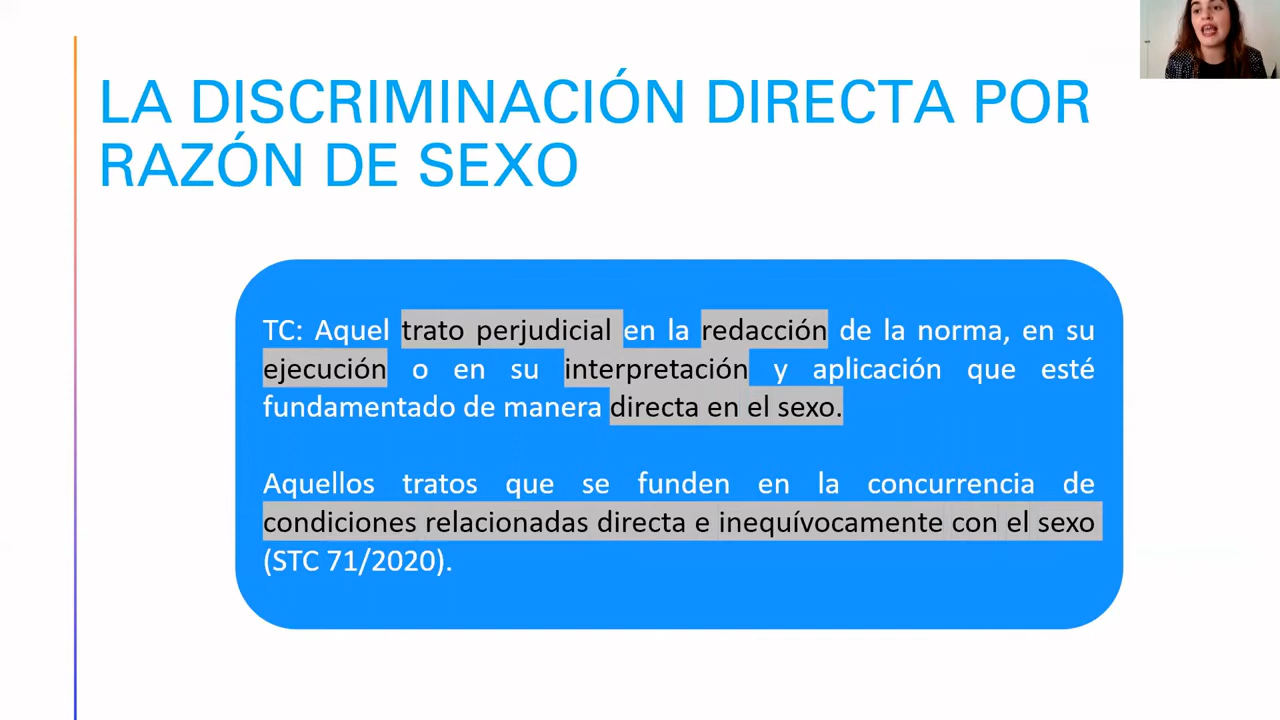 LA DISCRIMINACIÓN DIRECTA POR
RAZÓN DE SEXO
TC: Aquel trato perjudicial en la redacción de la norma, en su
ejecución o en su interpretación y aplicación que esté
fundamentado de manera directa en el sexo.
Aquellos tratos que se funden en la concurrencia de
condiciones relacionadas directa e inequívocamente con el sexo
(STC 71/2020).